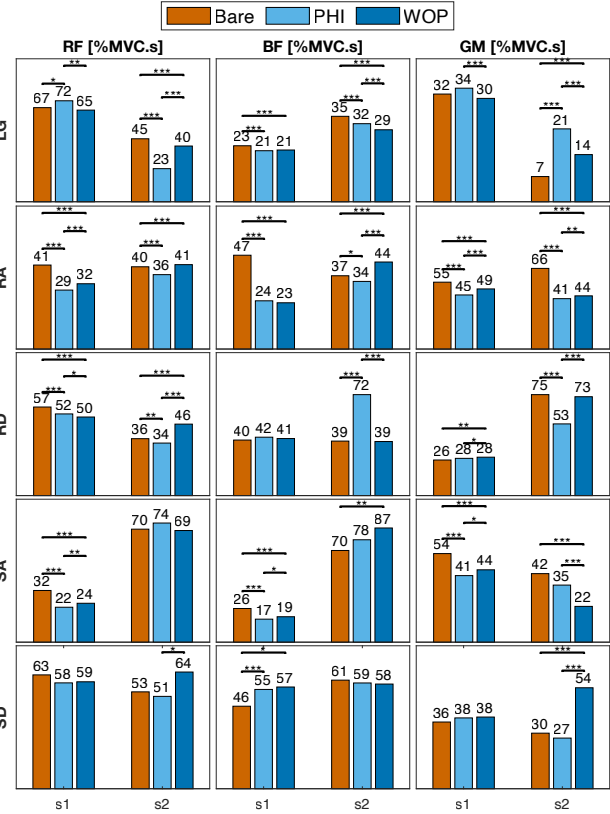 Bare PHI WOP
RF [%MVC.s] BF [%MVC.s] GM [%MVC.s]
LG
67 72 65 45 23 40
* ** *** *** ***
23 21 21 35 32 29
*** *** *** *** ***
32 34 30 7 21 14
*** *** *** ***
RA
41 29 32 40 36 41
*** *** *** *** ***
47 24 23 37 34 44
*** *** * *** ***
55 45 49 66 41 44
*** *** *** *** ** ***
RD
57 52 50 36 34 46
*** * *** ** *** ***
40 42 41 39 72 39
*** ***
26 28 28 75 53 73
* ** *** ***
SA
32 22 24 70 74 69
*** ** ***
26 17 19 70 78 87
*** * *** **
54 41 44 42 35 22
*** * *** *** ***
SD
63 58 59 53 51 64
*
46 55 57 61 59 58
*** *
36 38 38 30 27 54
*** ***
s1 s2 s1 s2 s1 s2